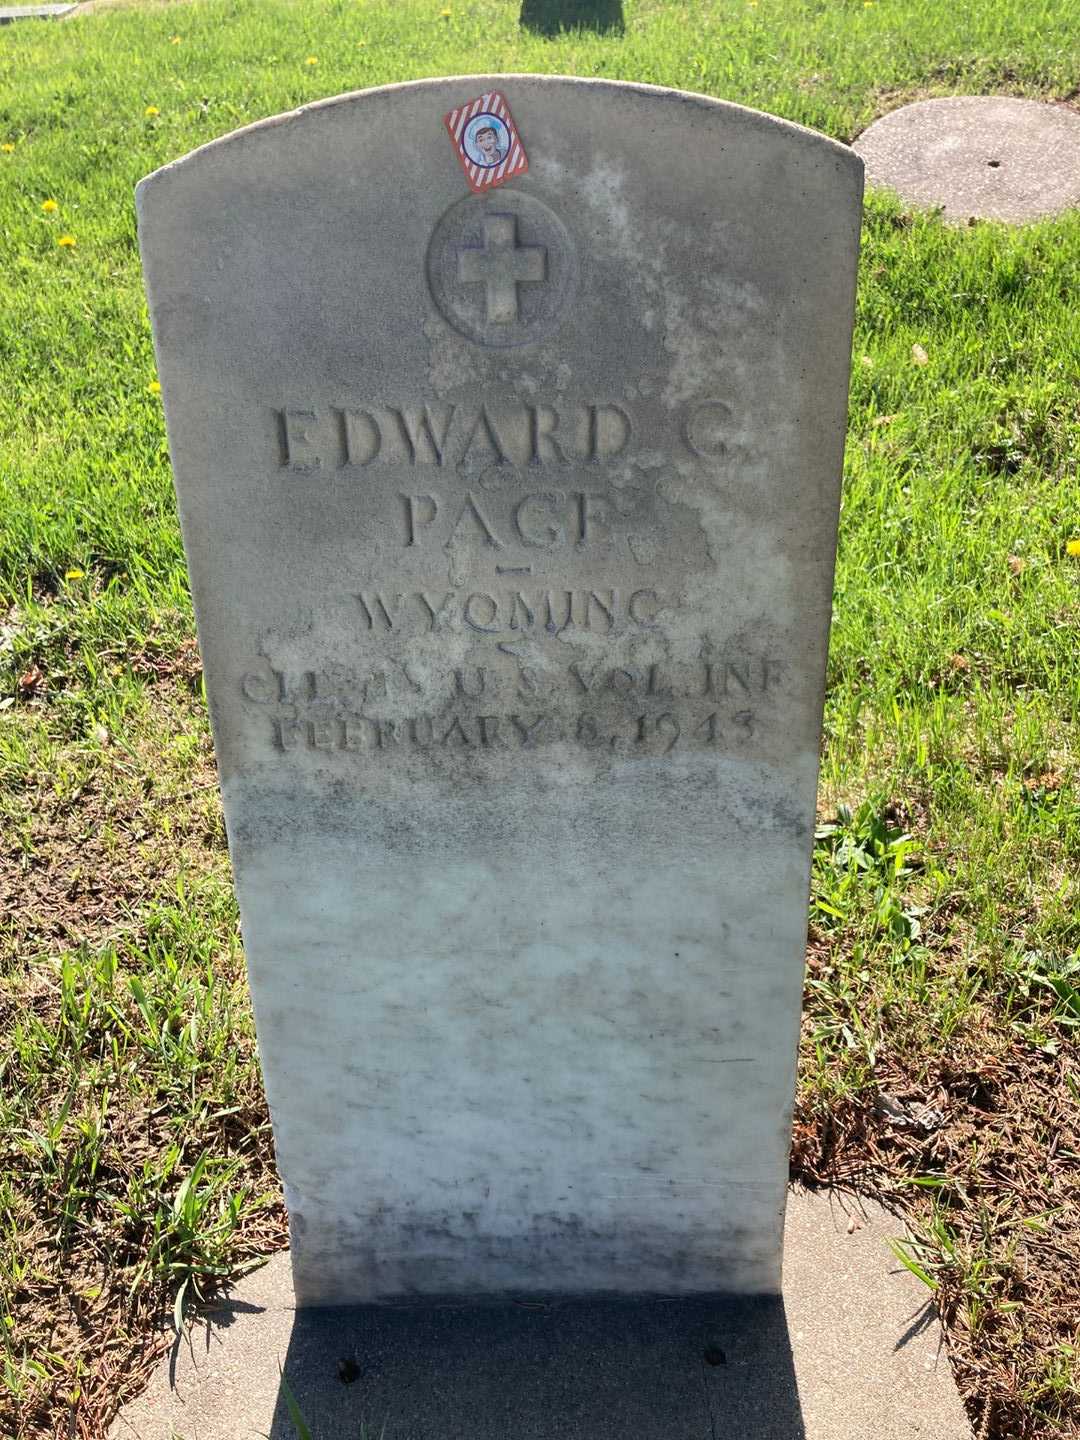 EDWARD C.
PAGE
WYOMING
U S VOL INF
FEBRUARY 8, 1943